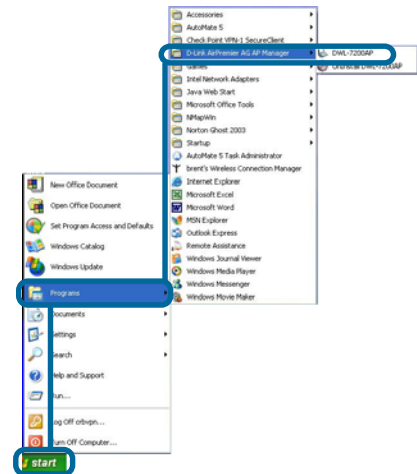 Accessories
AutoMate 5
Check Point VPN-1 SecureClient
D-Link AirPremier AG AP Manager
DWL-7200AP
Games
Uninstall DWL-7200AP
Intel Network Adapters
Java Web Start
Microsoft Office Tools
NMapWin
Norton Ghost 2003
Startup
AutoMate 5 Task Administrator
brent's Wireless Connection Manager
Internet Explorer
Microsoft Excel
Microsoft Word
MSN Explorer
Outlook Express
Remote Assistance
Windows Journal Viewer
Windows Media Player
Windows Messenger
Windows Movie Maker
New Office Document
Open Office Document
Set Program Access and Defaults
Windows Catalog
Windows Update
Programs
Documents
Settings
Search
Help and Support
Run...
Log Off crbvpn...
Turn Off Computer...
start